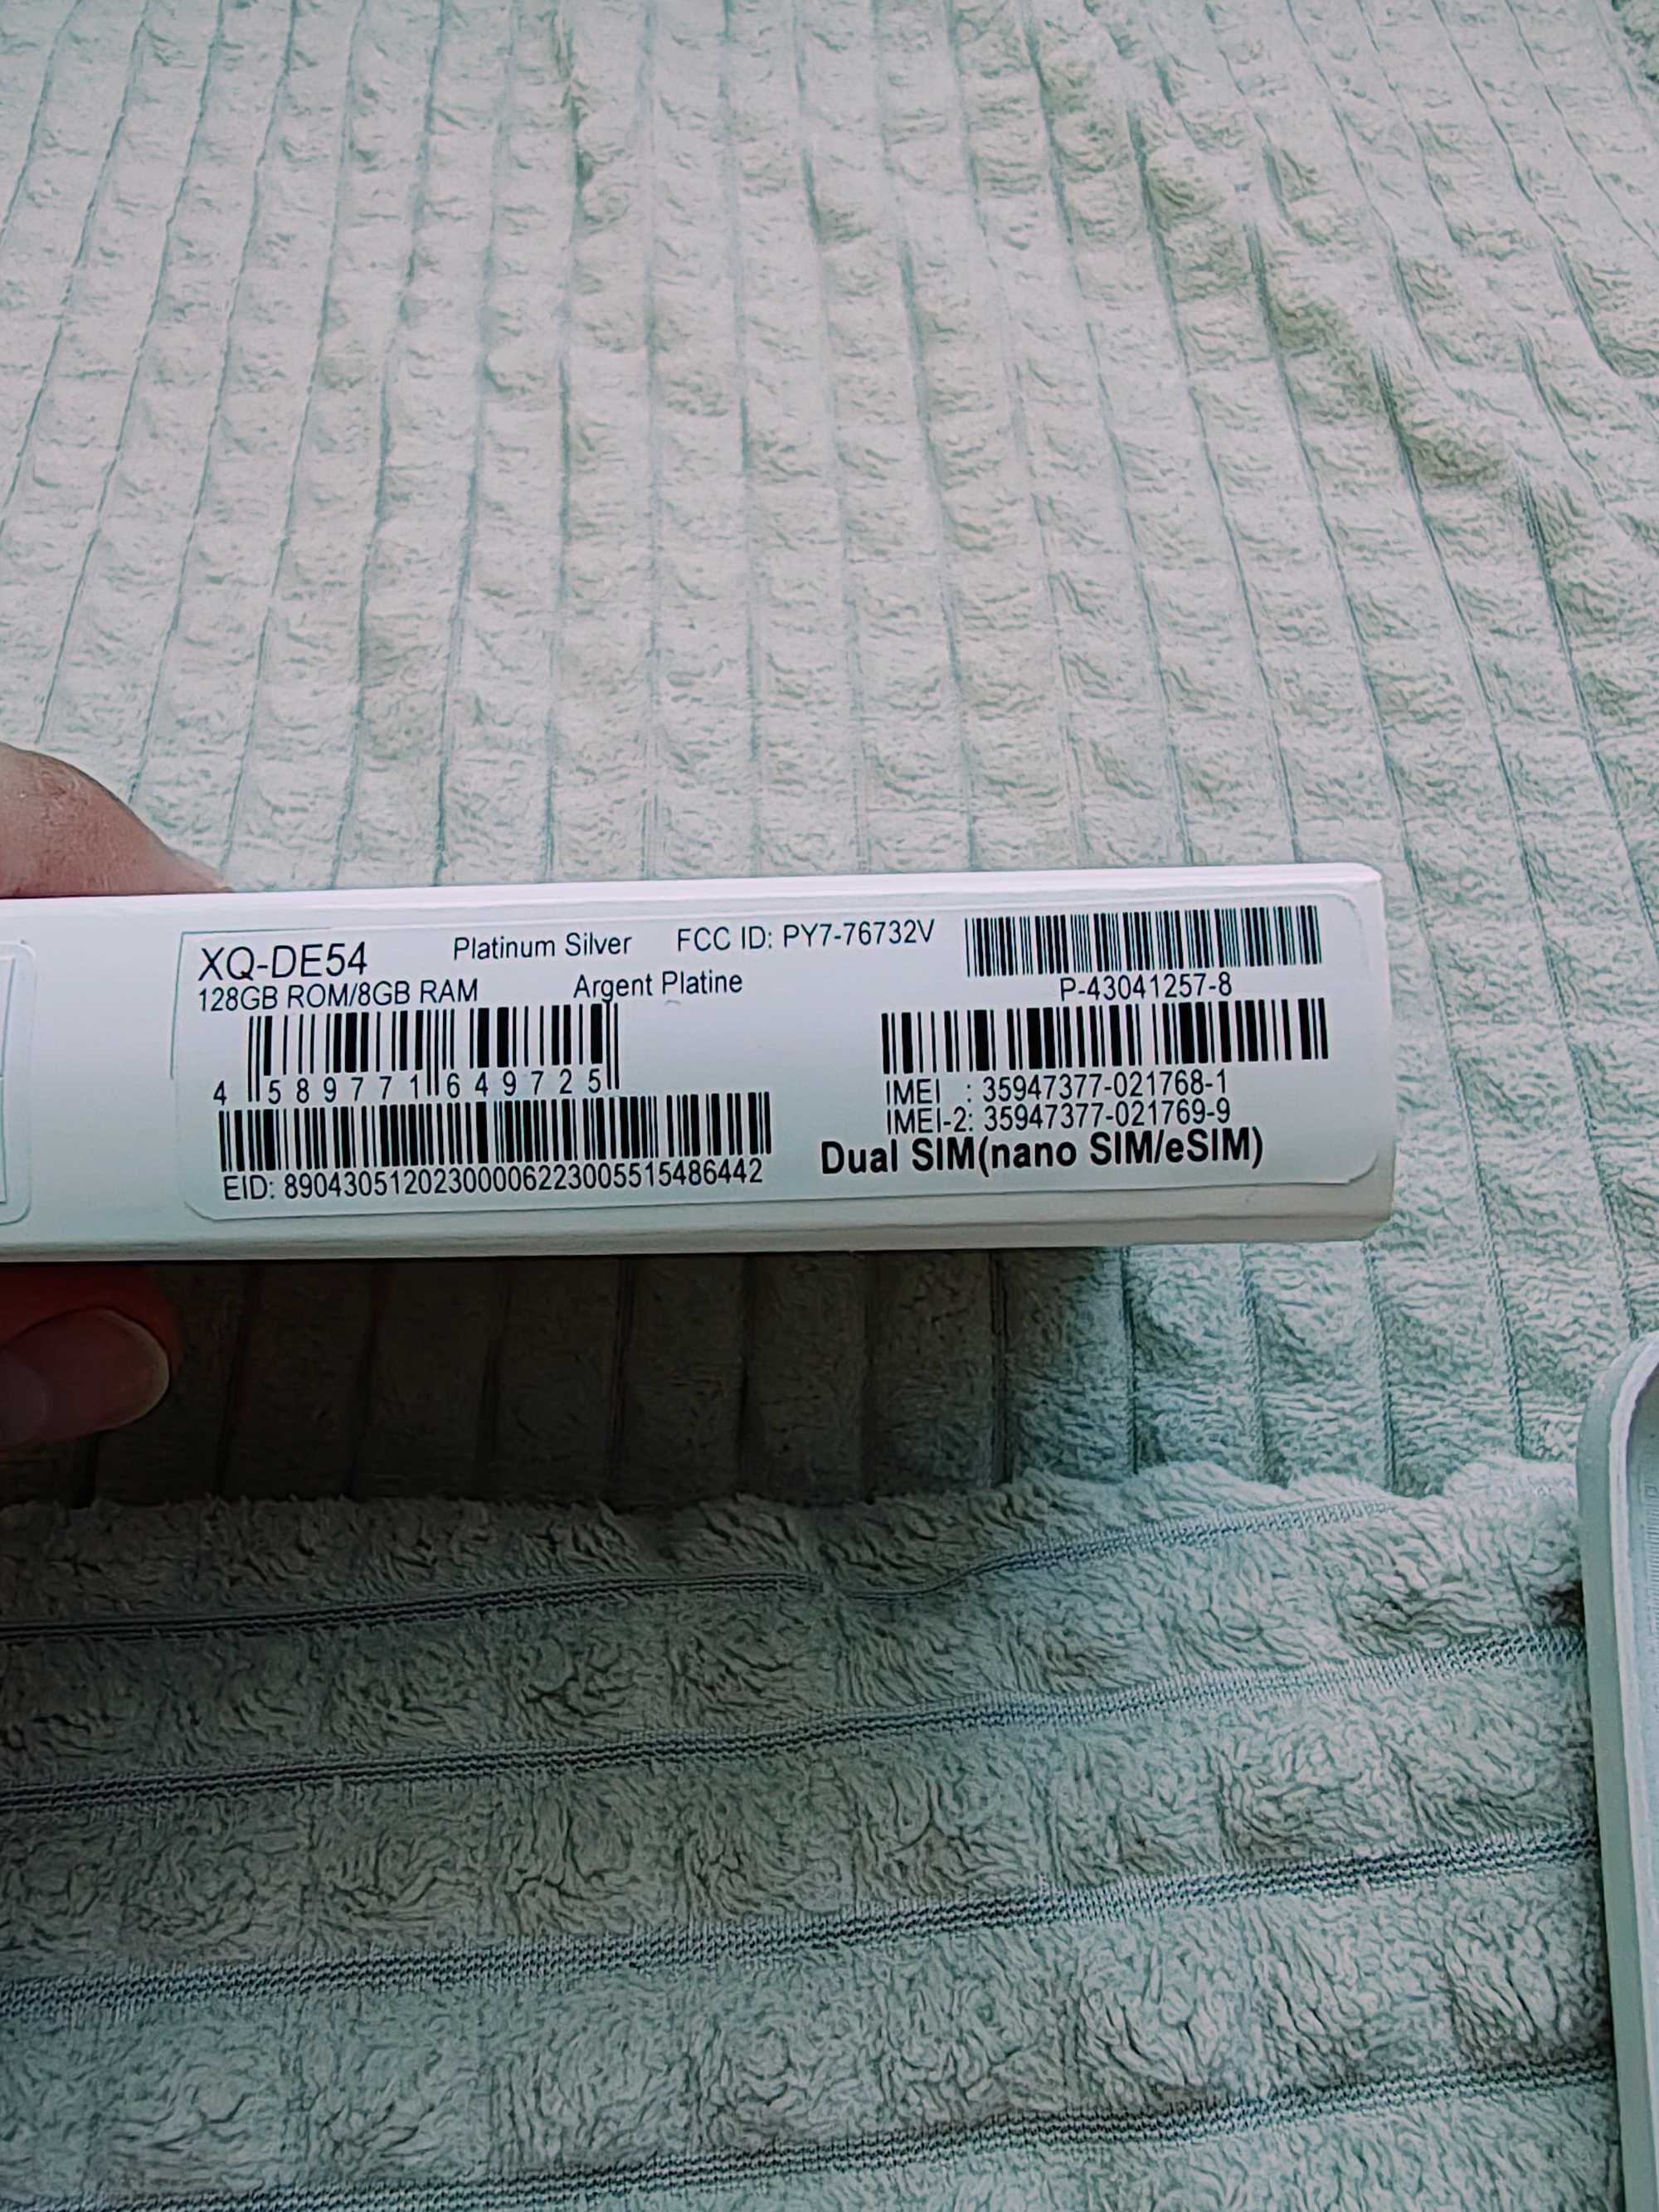 XQ-DE54
Platinum Silver
FCC ID: PY7-76732V
128GB ROM/8GB RAM
Argent Platine
P-43041257-8
4 589771 649725
IMEI : 35947377-021768-1
IMEI-2: 35947377-021769-9
Dual SIM(nano SIM/eSIM)
EID: 89043051202300006223005515486442